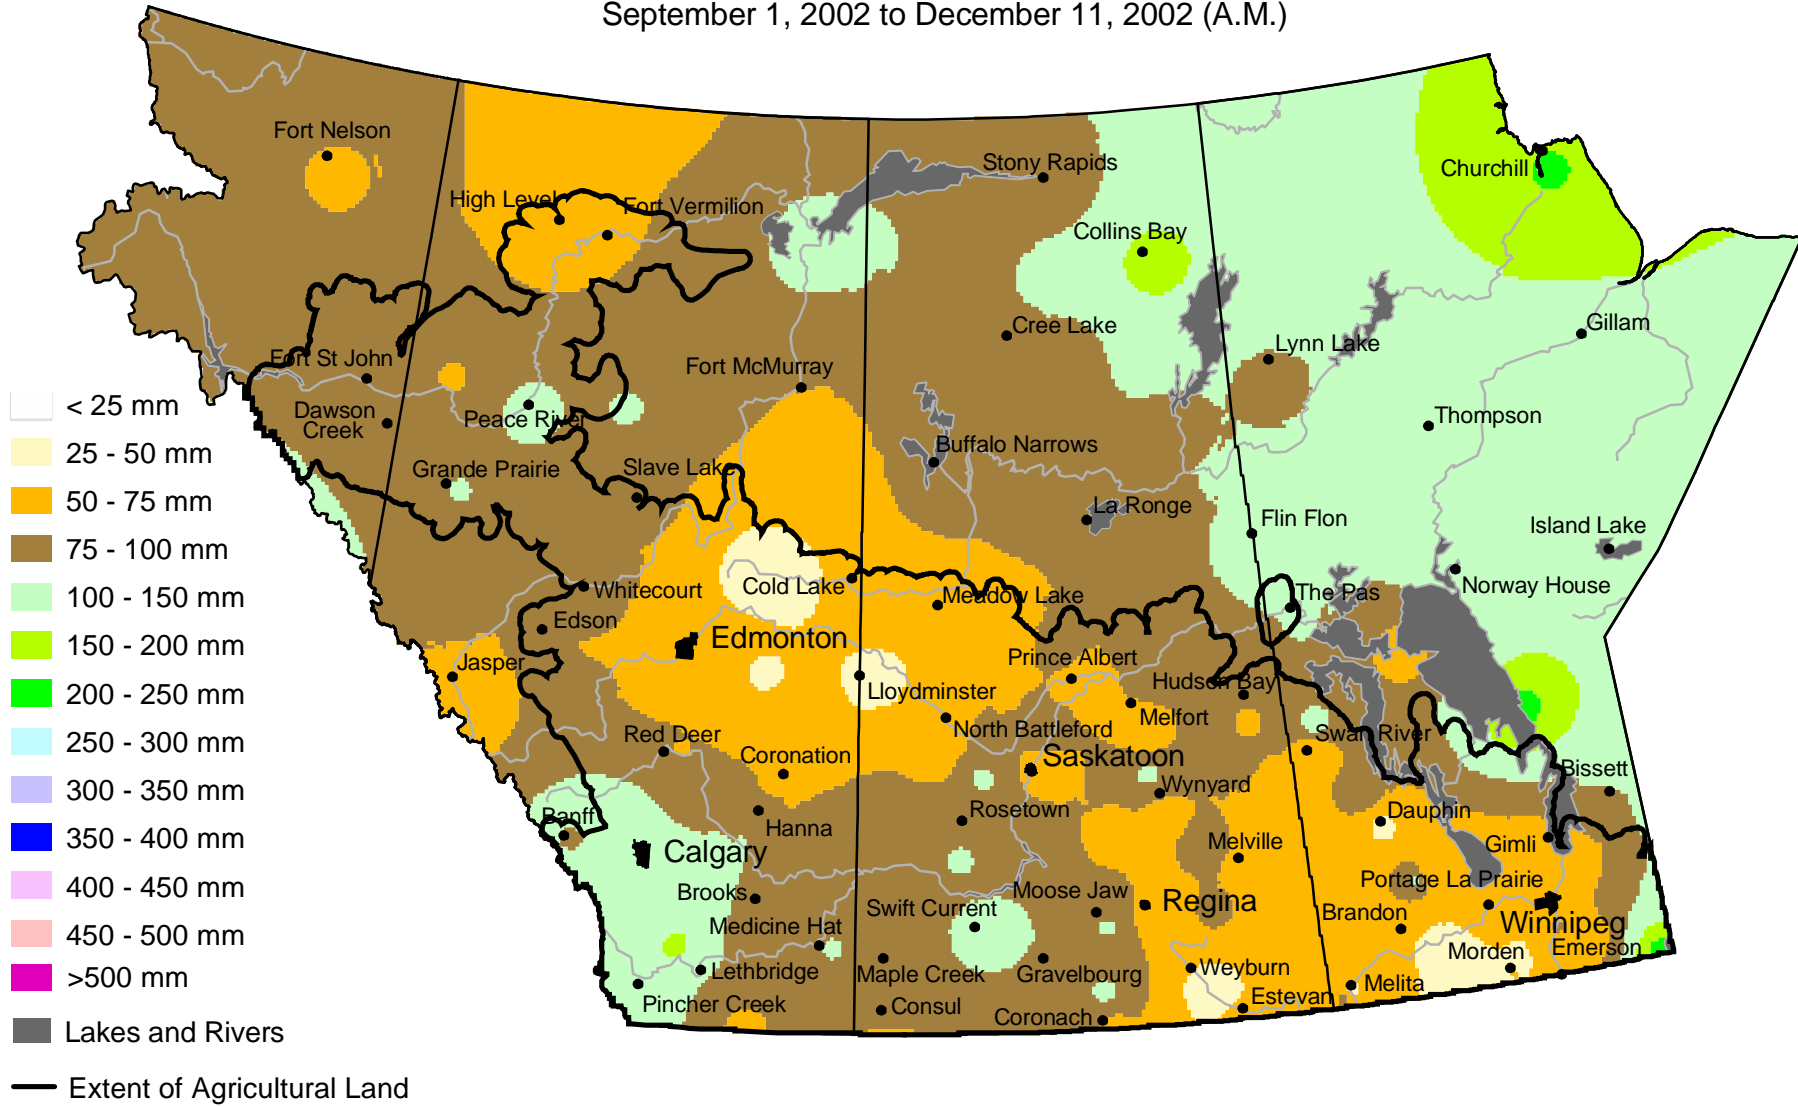 September 1, 2002 to December 11, 2002 (A.M.)
Fort Nelson
High Level
Fort Vermilion
Stony Rapids
Churchill
Collins Bay
Cree Lake
Lynn Lake
Gillam
Fort St John
Fort McMurray
Dawson
Creek
Peace River
Thompson
Buffalo Narrows
Grande Prairie
Slave Lake
La Ronge
Flin Flon
Island Lake
Whitecourt
Cold Lake
Meadow Lake
The Pas
Norway House
Edson
Edmonton
Jasper
Prince Albert
Hudson Bay
Lloydminster
Melfort
North Battleford
Red Deer
Coronation
Saskatoon
Swan River
Wynyard
Bissett
Banff
Hanna
Rosetown
Dauphin
Calgary
Melville
Gimli
Brooks
Moose Jaw
Portage La Prairie
Medicine Hat
Swift Current
Regina
Brandon
Winnipeg
Lethbridge
Maple Creek
Gravelbourg
Weyburn
Morden
Emerson
Pincher Creek
Consul
Coronach
Estevan
Melita
< 25 mm
25 - 50 mm
50 - 75 mm
75 - 100 mm
100 - 150 mm
150 - 200 mm
200 - 250 mm
250 - 300 mm
300 - 350 mm
350 - 400 mm
400 - 450 mm
450 - 500 mm
>500 mm
Lakes and Rivers
Extent of Agricultural Land